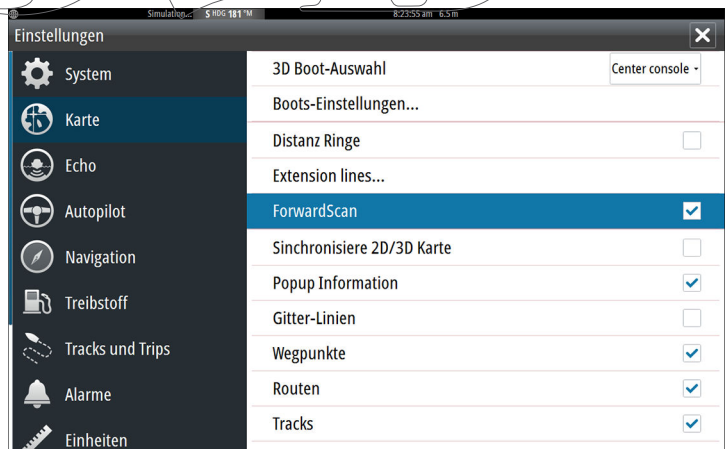 Simulation... S HDG 181 °M 8:23:55 am 6.5 m
Einstellungen
System
Karte
Echo
Autopilot
Navigation
Treibstoff
Tracks und Trips
Alarme
Einheiten
3D Boot-Auswahl Center console
Boots-Einstellungen...
Distanz Ringe
Extension lines...
ForwardScan
Sinchronisiere 2D/3D Karte
Popup Information
Gitter-Linien
Wegpunkte
Routen
Tracks